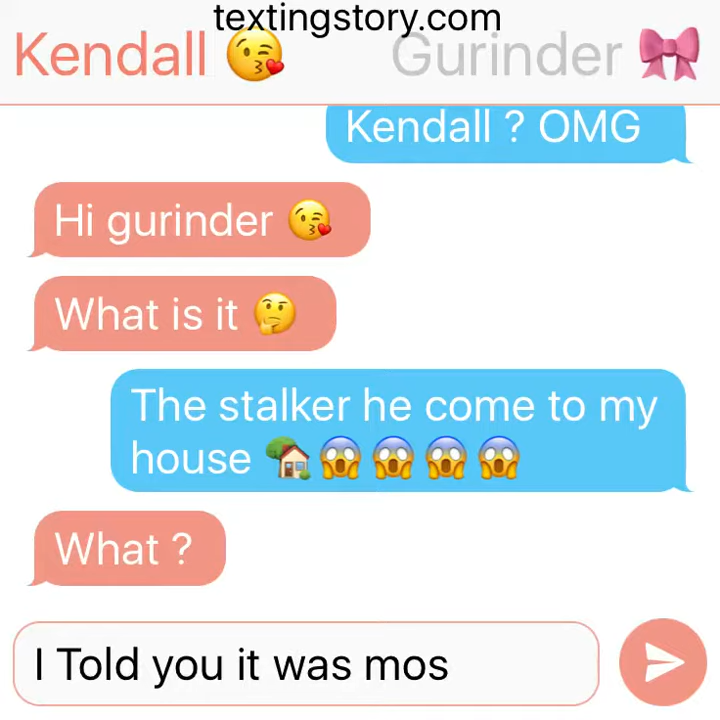 textingstory.com
Kendall 😘 Gurinder 🎀
Kendall ? OMG
Hi gurinder 😘
What is it 🤔
The stalker he come to my
house 🏡😱😱😱😱
What ?
I Told you it was mos